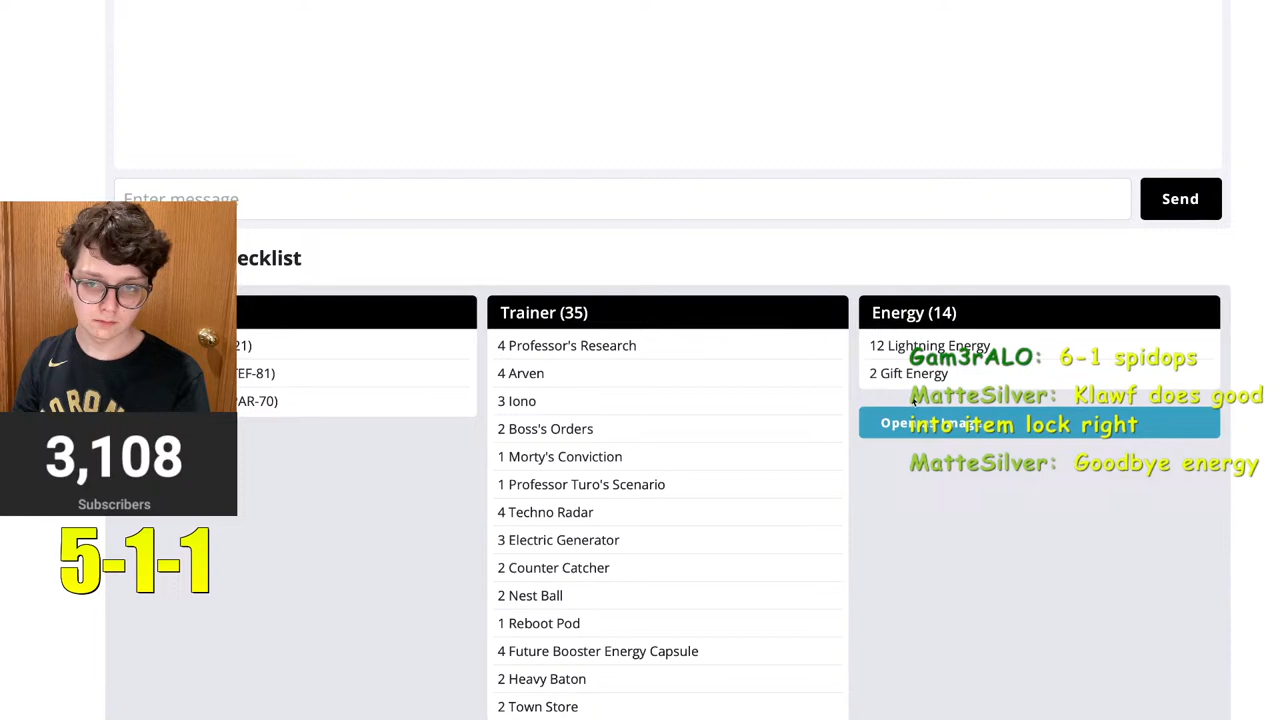 Enter message
Send
ecklist
21)
TEF-81)
PAR-70)
Trainer (35)
4 Professor's Research
4 Arven
3 Iono
2 Boss's Orders
1 Morty's Conviction
1 Professor Turo's Scenario
4 Techno Radar
3 Electric Generator
2 Counter Catcher
2 Nest Ball
1 Reboot Pod
4 Future Booster Energy Capsule
2 Heavy Baton
2 Town Store
Energy (14)
12 Lightning Energy
2 Gift Energy
Gam3rALO: 6-1 spidops
MatteSilver: Klawf does good
into item lock right
MatteSilver: Goodbye energy
3,108
Subscribers
5-1-1